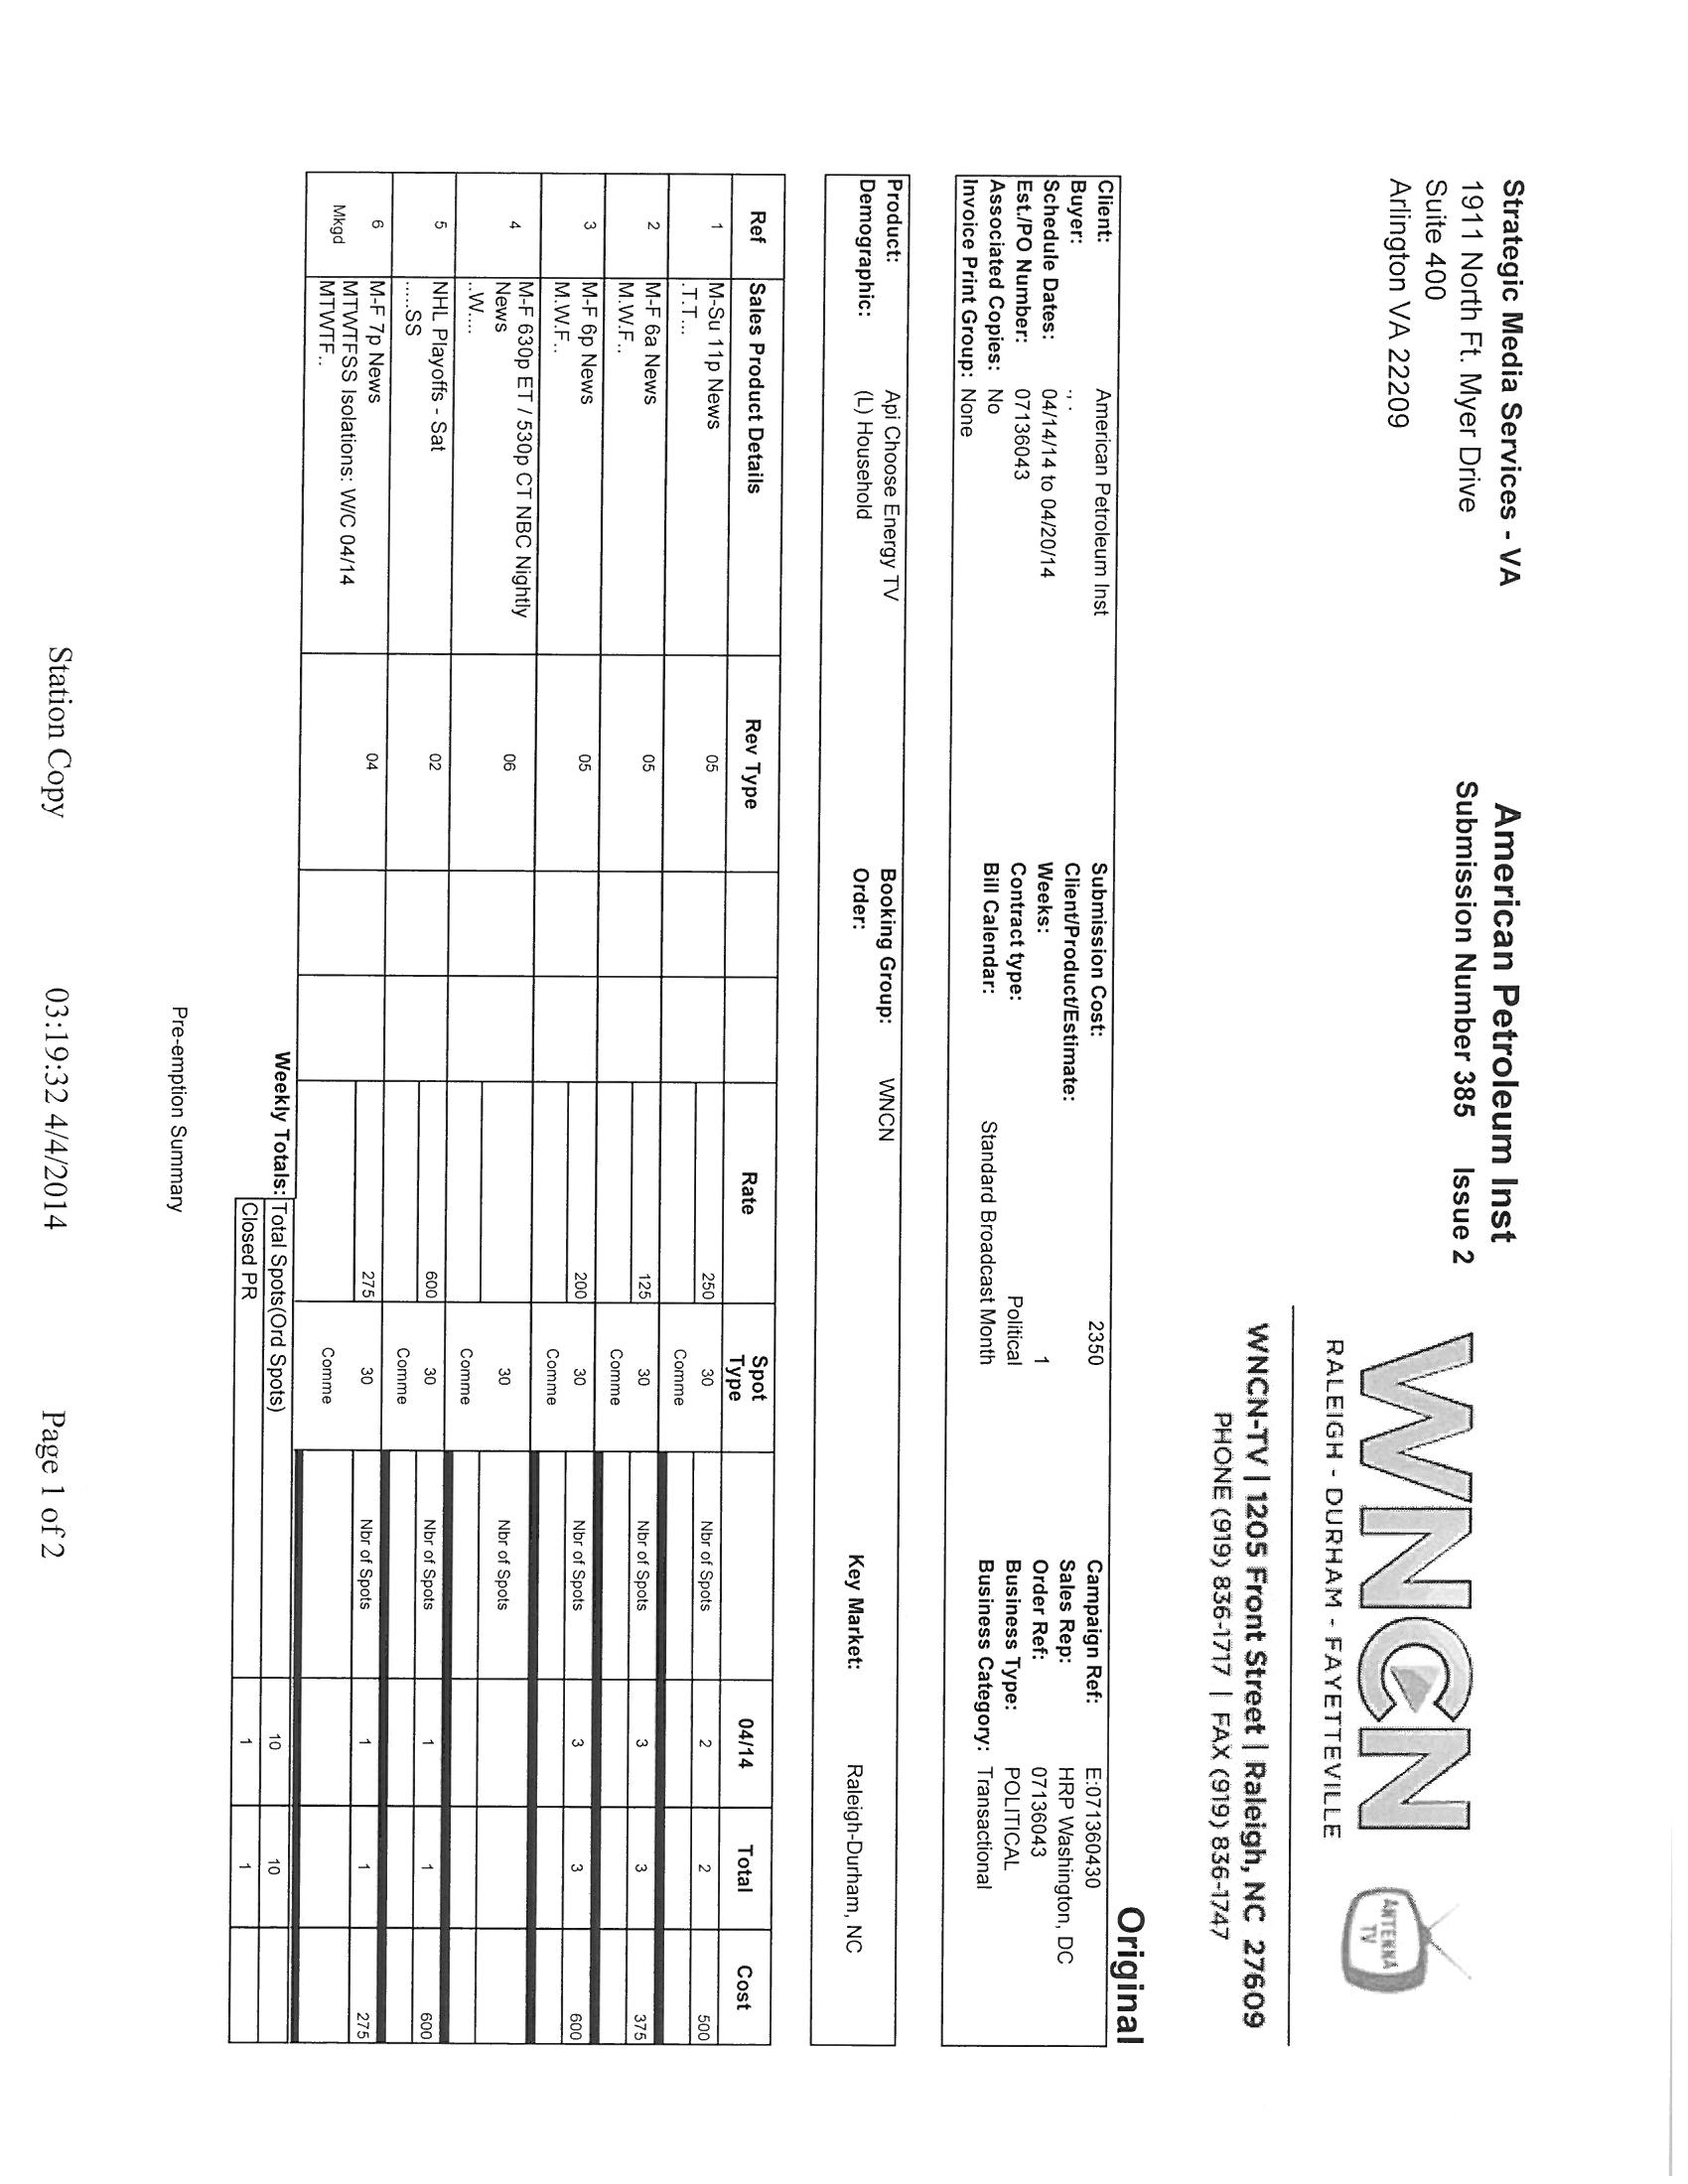 Strategic Media Services - VA
1911 North Ft. Myer Drive
Suite 400
Arlington VA 22209
American Petroleum Inst
Submission Number 385 Issue 2
WNCN
RALEIGH - DURHAM - FAYETTEVILLE
ANTENNA
TV
WNCN-TV | 1205 Front Street | Raleigh, NC 27609
PHONE (919) 836-1717 | FAX (919) 836-1747
Original
Client: American Petroleum Inst Submission Cost: 2350 Campaign Ref: E:071360430
Buyer: , . Client/Product/Estimate: Sales Rep: HRP Washington, DC
Schedule Dates: 04/14/14 to 04/20/14 Weeks: 1 Order Ref: 07136043
Est./PO Number: 07136043 Contract type: Political Business Type: POLITICAL
Associated Copies: No Bill Calendar: Standard Broadcast Month Business Category: Transactional
Invoice Print Group: None
Product: Api Choose Energy TV Booking Group: WNCN
Demographic: (L) Household Order: Key Market: Raleigh-Durham, NC
Ref Sales Product Details Rev Type Rate Spot Type 04/14 Total Cost
1 M-Su 11p News 05 250 30 Nbr of Spots 2 2 500
.T.T... Comme
2 M-F 6a News 05 125 30 Nbr of Spots 3 3 375
M.W.F.. Comme
3 M-F 6p News 05 200 30 Nbr of Spots 3 3 600
M.W.F.. Comme
4 M-F 630p ET / 530p CT NBC Nightly 06 30 Nbr of Spots
News
..W.... Comme
5 NHL Playoffs - Sat 02 600 30 Nbr of Spots 1 1 600
.....SS Comme
6 M-F 7p News 04 275 30 Nbr of Spots 1 1 275
MTWTFSS Isolations: W/C 04/14
Mkgd MTWTF.. Comme
Weekly Totals: Total Spots(Ord Spots) 10 10
Closed PR 1 1
Pre-emption Summary
Station Copy 03:19:32 4/4/2014 Page 1 of 2